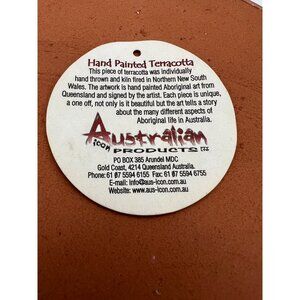 Hand Painted Terracotta
This piece of terracotta was individually
hand thrown and kiln fired in Northern New South
Wales. The artwork is hand painted Aboriginal art from
Queensland and signed by the artist. Each piece is unique,
a one off, not only is it beautiful but the art tells a story
about the many different aspects of
Aboriginal life in Australia.
Australian
icon PRODUCTS
PO BOX 385 Arundel MDC
Gold Coast, 4214 Queensland Australia.
Phone: 61 07 5594 6155 Fax: 61 07 5594 6755
E-mail: info@aus-icon.com.au
Website: www.aus-icon.com.au